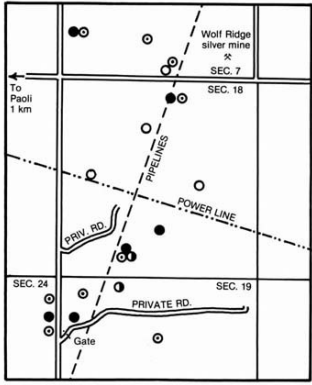 Wolf Ridge
silver mine
SEC. 7
To
Paoli
1 km
SEC. 18
PIPELINES
POWER LINE
PRIV. RD.
SEC. 24
SEC. 19
PRIVATE RD.
Gate